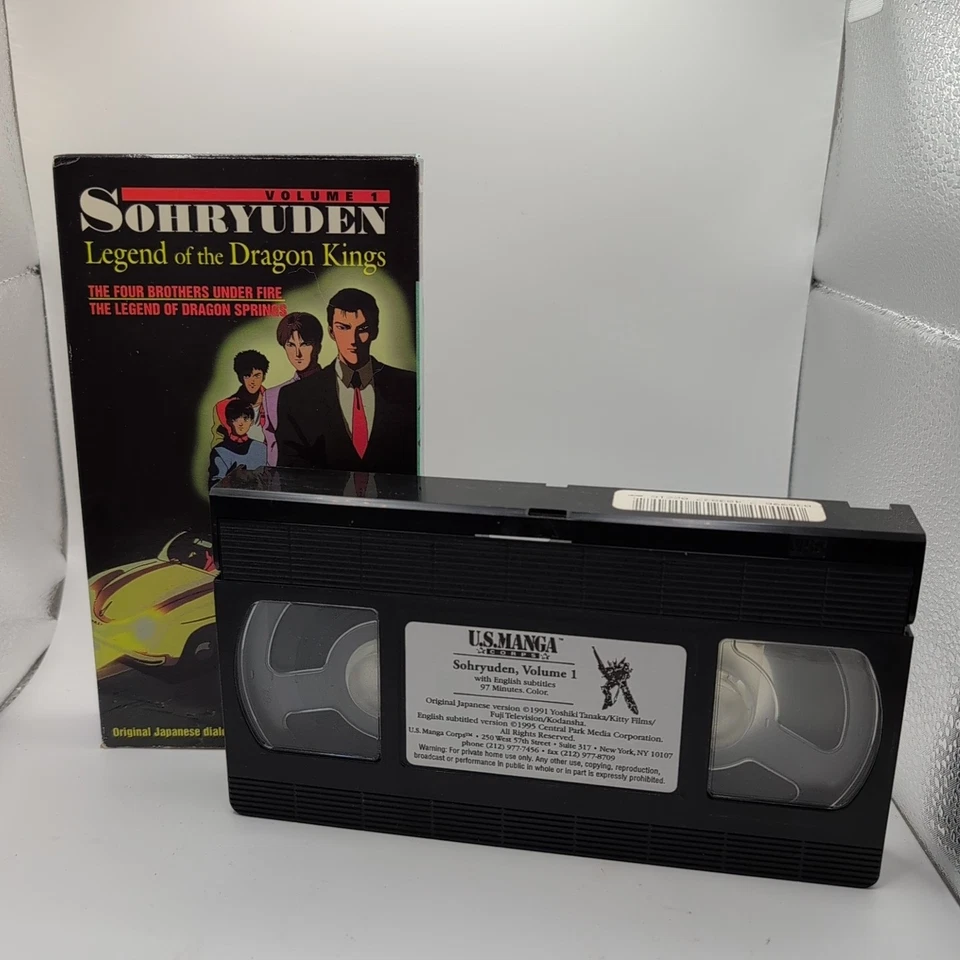 VOLUME 1
SOHRYUDEN
Legend of the Dragon Kings
THE FOUR BROTHERS UNDER FIRE
THE LEGEND OF DRAGON SPRINGS
Original Japanese dialo
U.S.MANGA™
CORPS
Sohryuden, Volume 1
with English subtitles
97 Minutes. Color.
Original Japanese version ©1991 Yoshiki Tanaka/Kitty Films/
Fuji Television/Kodansha.
English subtitled version ©1995 Central Park Media Corporation.
All Rights Reserved.
U.S. Manga Corps℠ • 250 West 57th Street • Suite 317 • New York, NY 10107
phone (212) 977-7456 • fax (212) 977-8709
Warning: For private home use only. Any other use, copying, reproduction,
broadcast or performance in public in whole or in part is expressly prohibited.